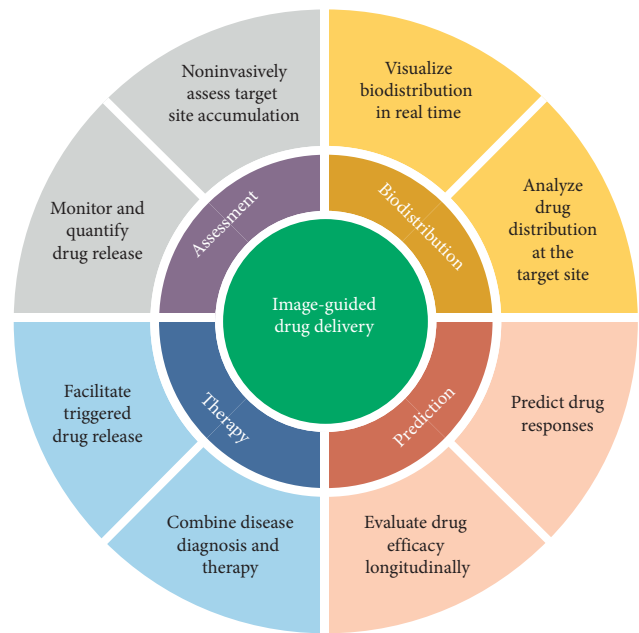 Noninvasively
assess target
site accumulation
Visualize
biodistribution
in real time
Monitor and
quantify
drug release
Assessment
Biodistribution
Analyze
drug
distribution
at the
target site
Image-guided
drug delivery
Facilitate
triggered
drug release
Therapy
Prediction
Predict drug
responses
Combine disease
diagnosis and
therapy
Evaluate drug
efficacy
longitudinally